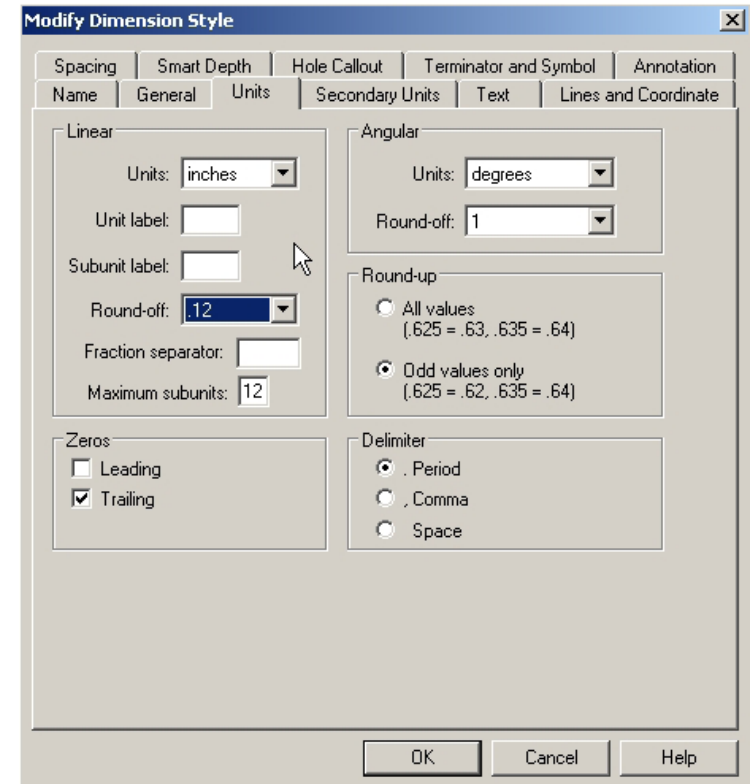 Modify Dimension Style
Spacing Smart Depth Hole Callout Terminator and Symbol Annotation
Name General Units Secondary Units Text Lines and Coordinate
Linear
Units: inches
Unit label:
Subunit label:
Round-off: .12
Fraction separator:
Maximum subunits: 12
Angular
Units: degrees
Round-off: 1
Round-up
All values
(.625 = .63, .635 = .64)
Odd values only
(.625 = .62, .635 = .64)
Zeros
Leading
Trailing
Delimiter
. Period
, Comma
Space
OK Cancel Help